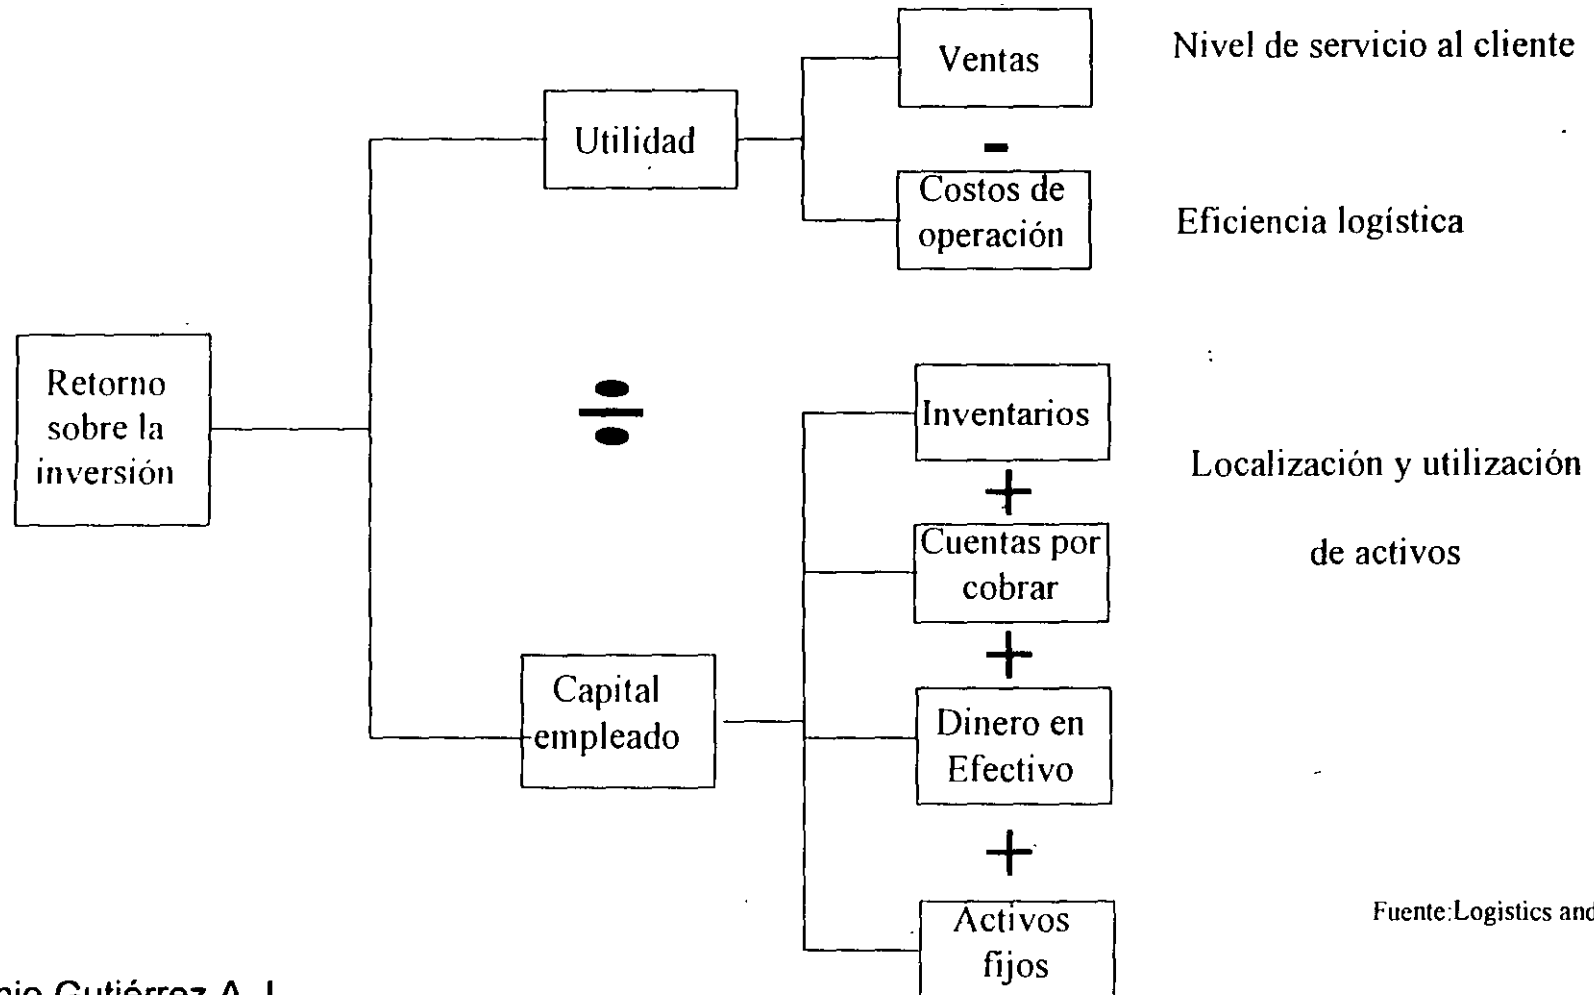 Ventas
Nivel de servicio al cliente
Utilidad
-
Costos de
operación
Eficiencia logística
Retorno
sobre la
inversión
÷
Inventarios
Localización y utilización
de activos
+
Cuentas por
cobrar
+
Capital
empleado
Dinero en
Efectivo
+
Activos
fijos
Fuente:Logistics and
Gutiérrez A.